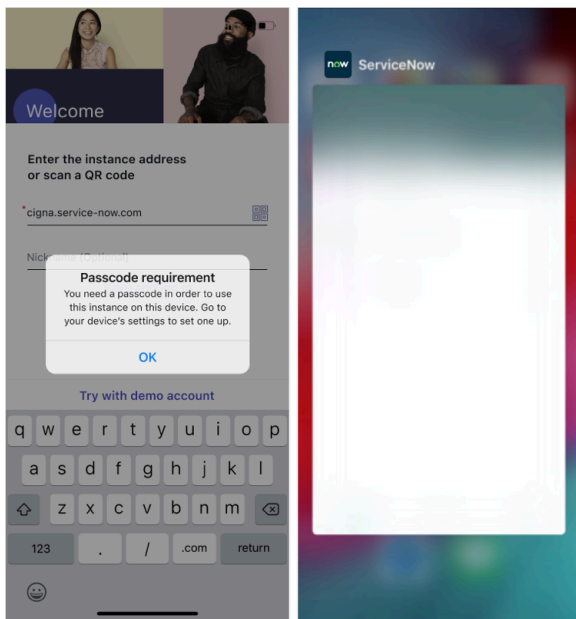 Welcome
Enter the instance address
or scan a QR code
*cigna.service-now.com
Nickname (Optional)
Passcode requirement
You need a passcode in order to use
this instance on this device. Go to
your device's settings to set one up.
OK
Try with demo account
q w e r t y u i o p
a s d f g h j k l
z x c v b n m
123 . / .com return
now ServiceNow